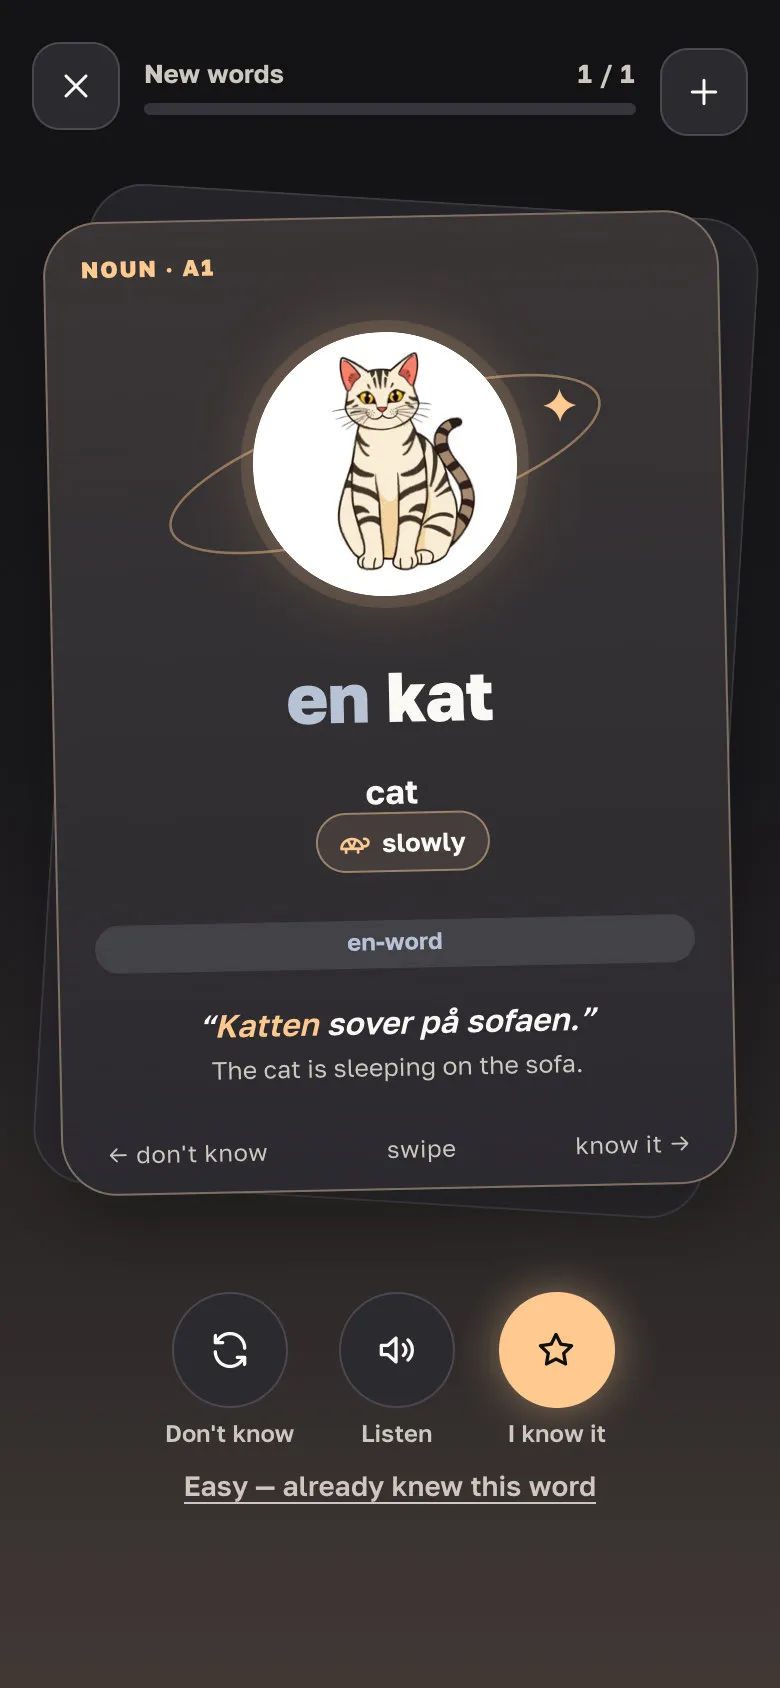 New words
1 / 1
NOUN · A1
en kat
cat
slowly
en-word
“Katten sover på sofaen.”
The cat is sleeping on the sofa.
← don't know swipe know it →
Don't know Listen I know it
Easy — already knew this word